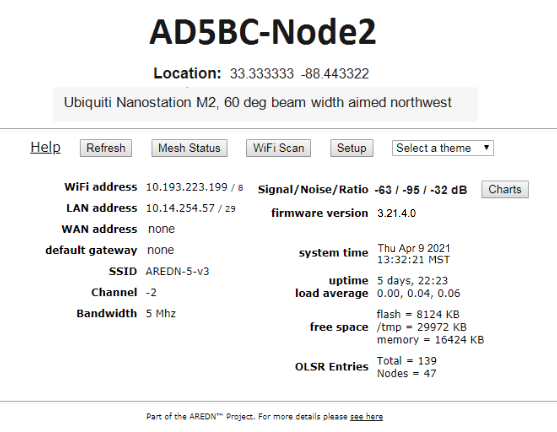 AD5BC-Node2
Location: 33.333333 -88.443322
Ubiquiti Nanostation M2, 60 deg beam width aimed northwest
Help Refresh Mesh Status WiFi Scan Setup Select a theme
WiFi address 10.193.223.199 / 8
LAN address 10.14.254.57 / 29
WAN address none
default gateway none
SSID AREDN-5-v3
Channel -2
Bandwidth 5 Mhz
Signal/Noise/Ratio -63 / -95 / -32 dB Charts
firmware version 3.21.4.0
system time Thu Apr 9 2021
13:32:21 MST
uptime 5 days, 22:23
load average 0.00, 0.04, 0.06
flash = 8124 KB
free space /tmp = 29972 KB
memory = 16424 KB
OLSR Entries Total = 139
Nodes = 47
Part of the AREDN™ Project. For more details please see here